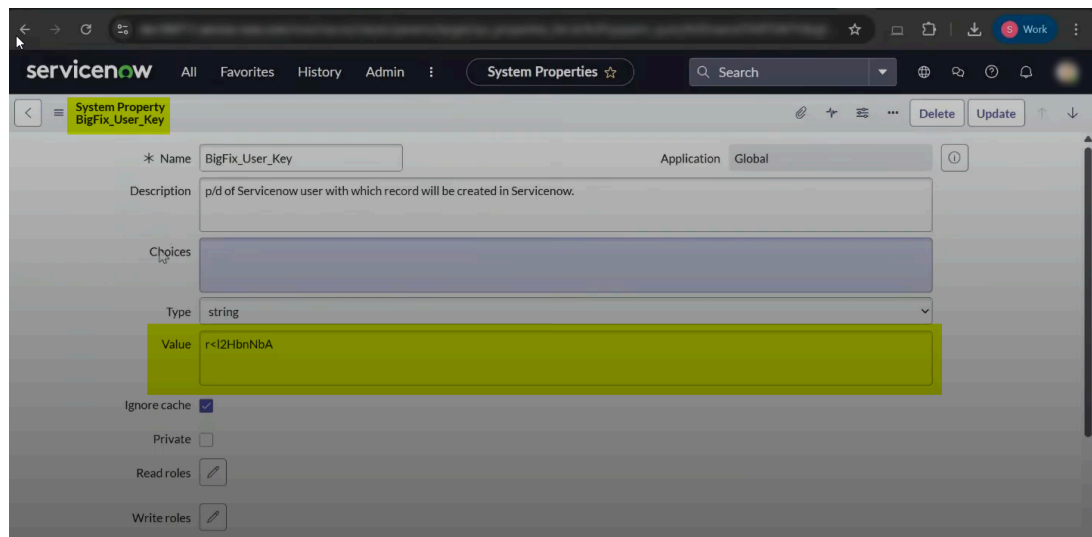 S Work
servicenow All Favorites History Admin System Properties Search
System Property
BigFix_User_Key
Delete Update
Name BigFix_User_Key Application Global
Description p/d of Servicenow user with which record will be created in Servicenow.
Choices
Type string
Value r<l2HbnNbA
Ignore cache
Private
Read roles
Write roles